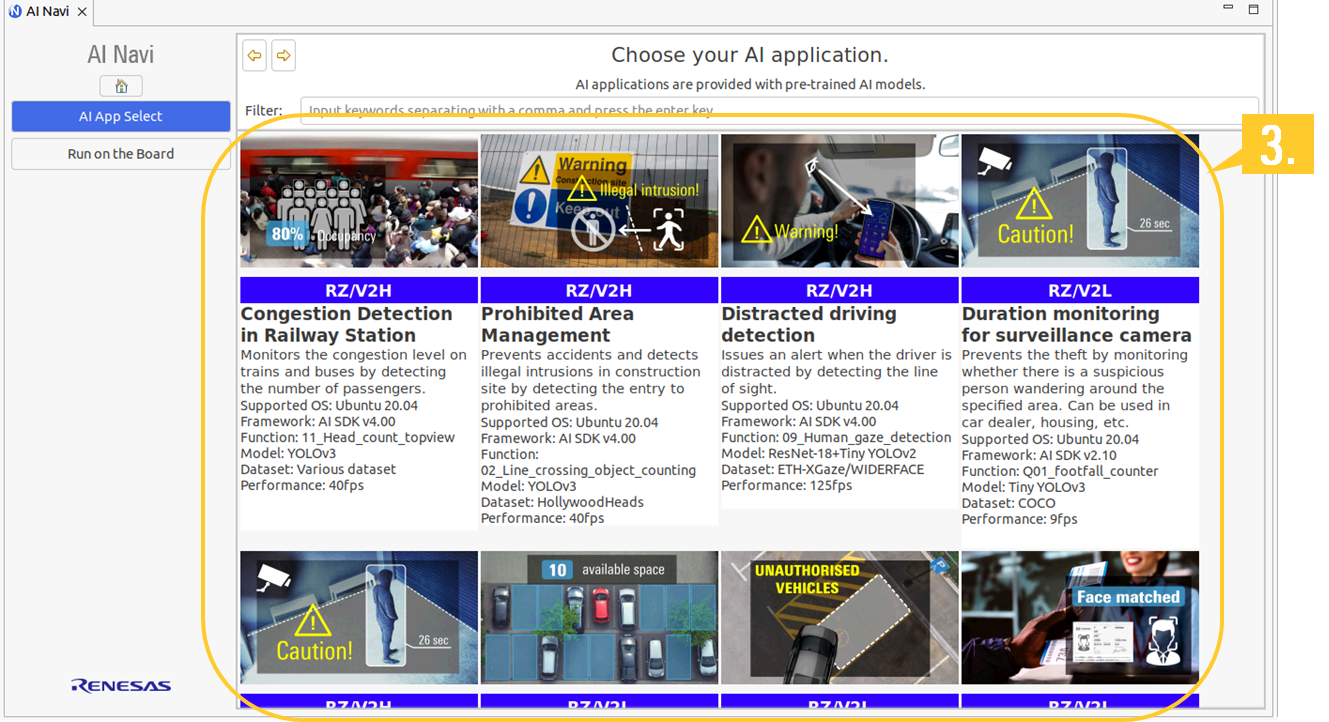 AI Navi
AI Navi
AI App Select
Run on the Board
RENESAS
Choose your AI application.
AI applications are provided with pre-trained AI models.
Filter:
Input keywords separating with a comma and press the enter key
3.
80% Occupancy
Warning
Construction site
Illegal intrusion!
Keep out
Warning!
Caution!
26 sec
RZ/V2H
Congestion Detection
in Railway Station
Monitors the congestion level on
trains and buses by detecting
the number of passengers.
Supported OS: Ubuntu 20.04
Framework: AI SDK v4.00
Function: 11_Head_count_topview
Model: YOLOv3
Dataset: Various dataset
Performance: 40fps
RZ/V2H
Prohibited Area
Management
Prevents accidents and detects
illegal intrusions in construction
site by detecting the entry to
prohibited areas.
Supported OS: Ubuntu 20.04
Framework: AI SDK v4.00
Function:
02_Line_crossing_object_counting
Model: YOLOv3
Dataset: HollywoodHeads
Performance: 40fps
RZ/V2H
Distracted driving
detection
Issues an alert when the driver is
distracted by detecting the line
of sight.
Supported OS: Ubuntu 20.04
Framework: AI SDK v4.00
Function: 09_Human_gaze_detection
Model: ResNet-18+Tiny YOLOv2
Dataset: ETH-XGaze/WIDERFACE
Performance: 125fps
RZ/V2L
Duration monitoring
for surveillance camera
Prevents the theft by monitoring
whether there is a suspicious
person wandering around the
specified area. Can be used in
car dealer, housing, etc.
Supported OS: Ubuntu 20.04
Framework: AI SDK v2.10
Function: Q01_footfall_counter
Model: Tiny YOLOv3
Dataset: COCO
Performance: 9fps
Caution!
26 sec
10 available space
UNAUTHORISED
VEHICLES
P
Face matched
RZ/V2H
RZ/V2L
RZ/V2L
RZ/V2L